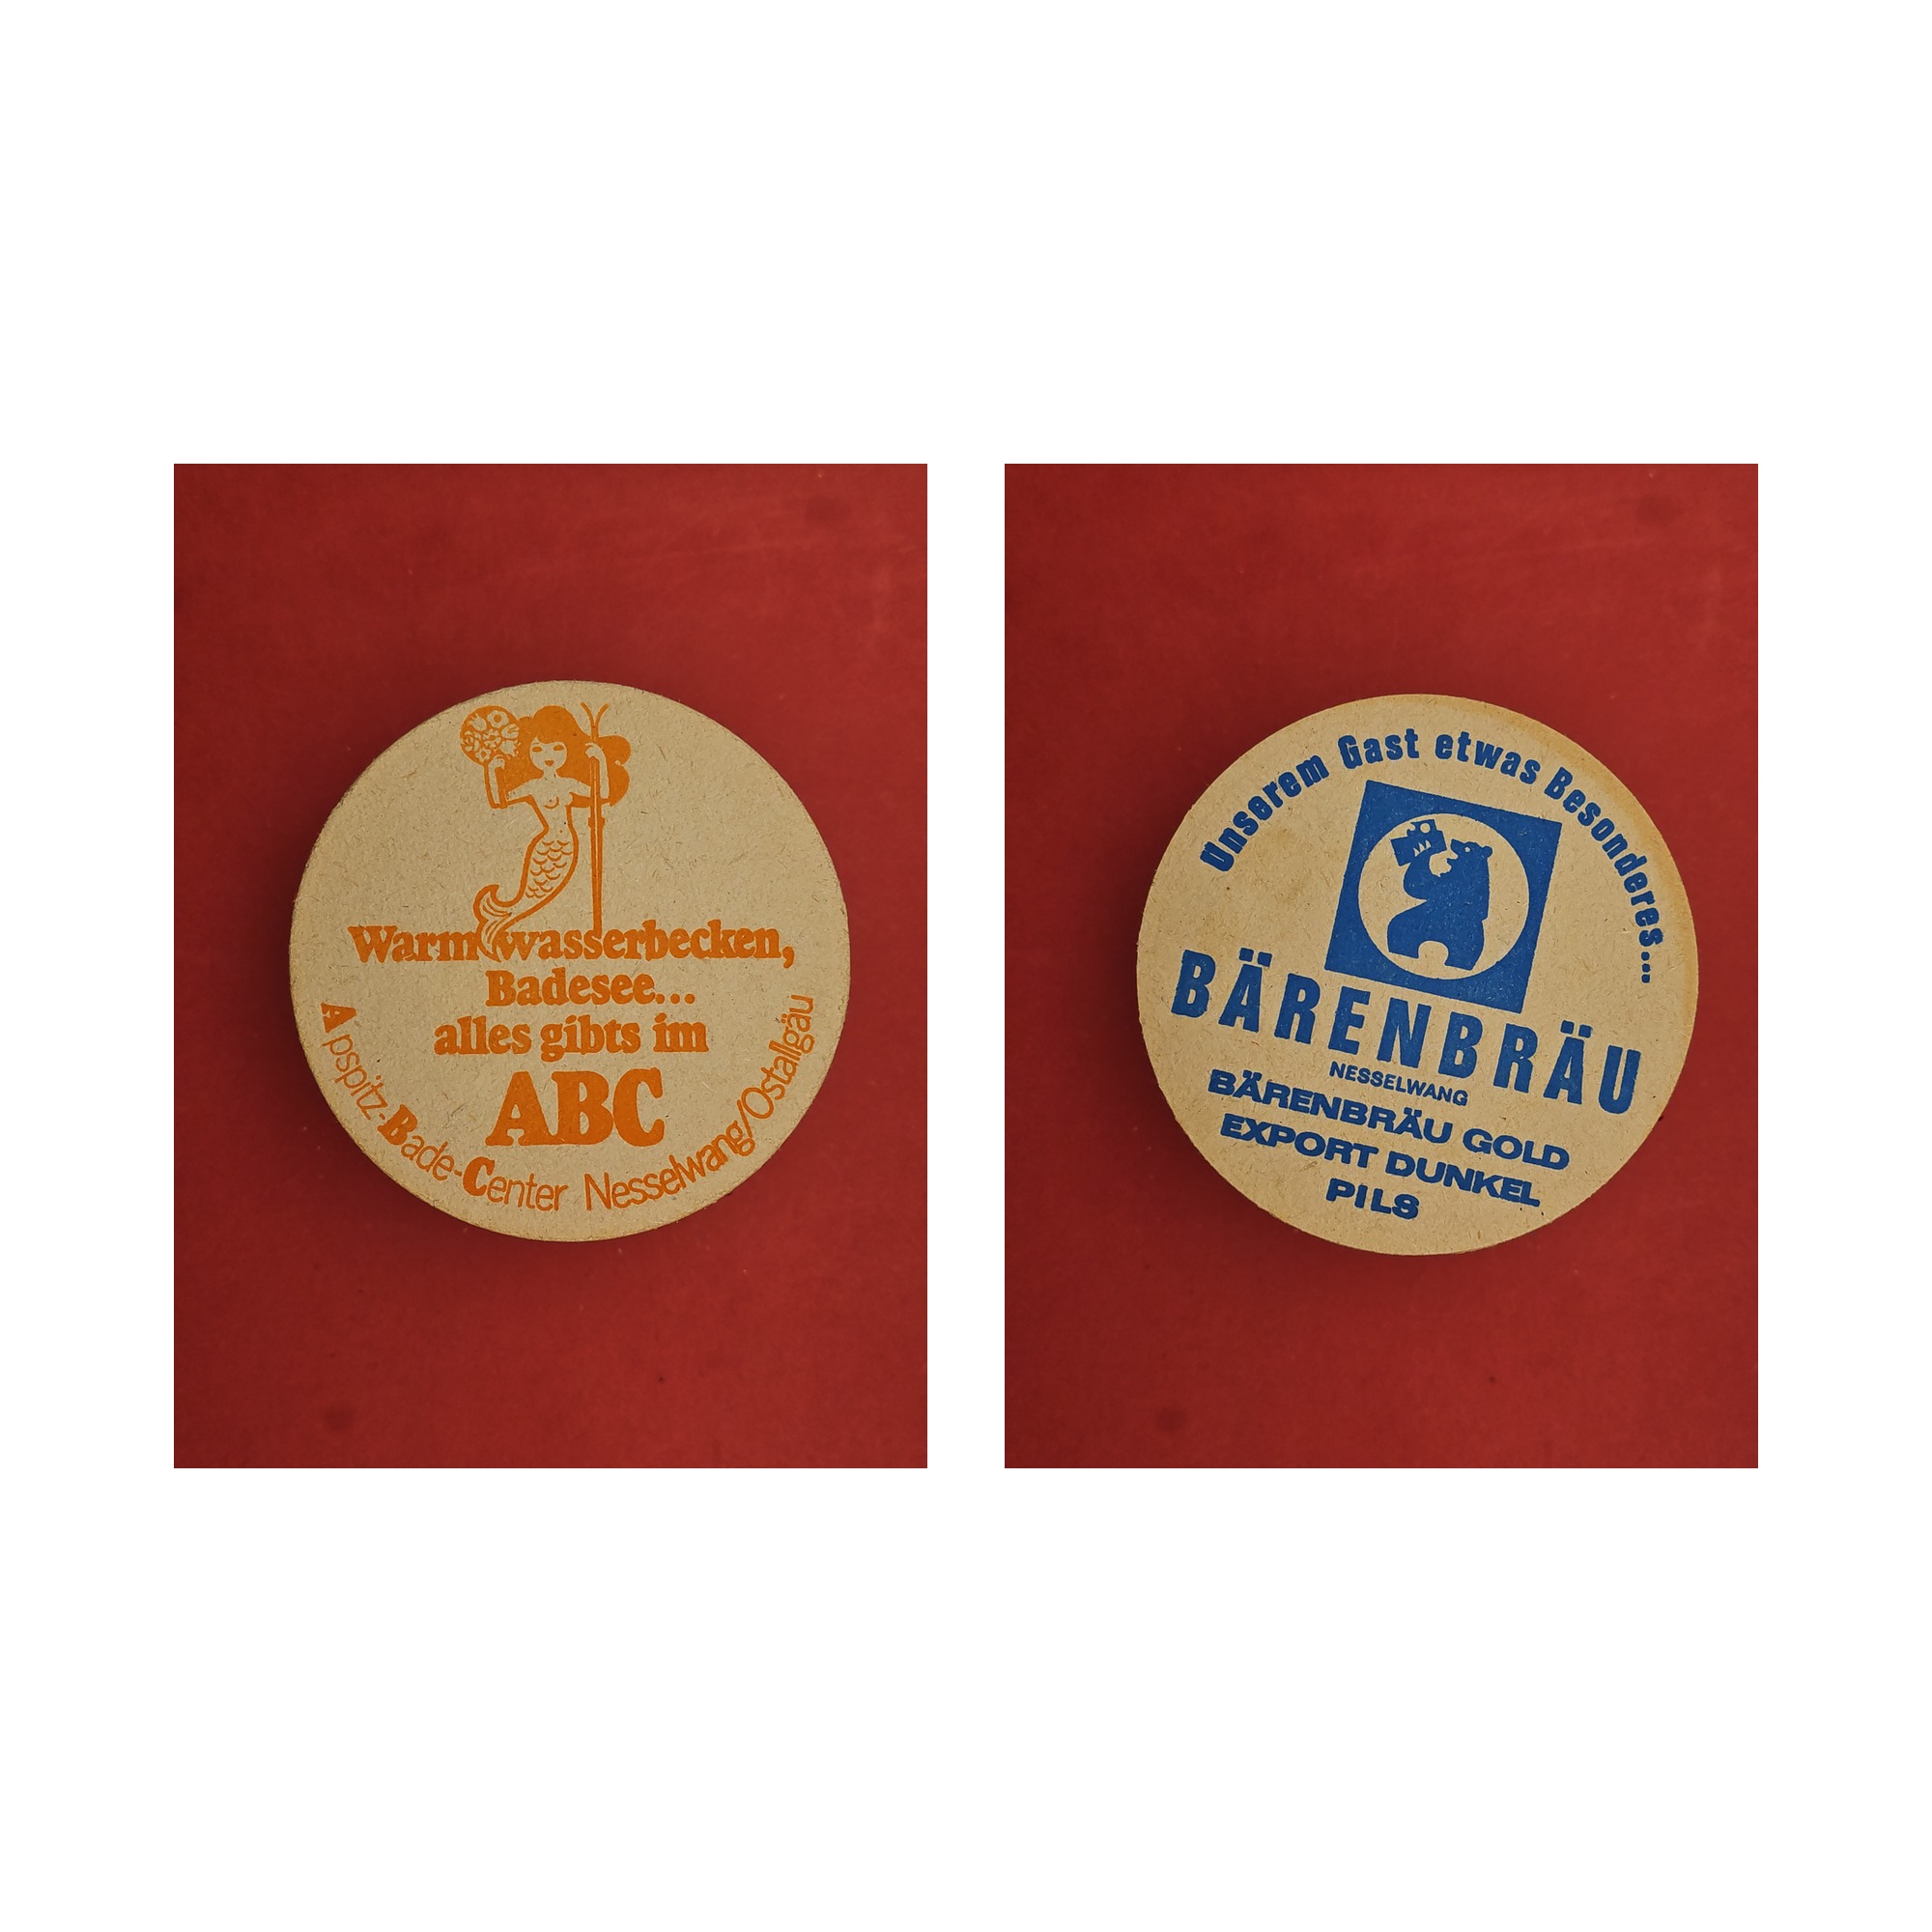 Warmwasserbecken,
Badesee...
alles gibts im
ABC
Apspitz-Bade-Center Nesselwang/Ostallgäu
Unserem Gast etwas Besonderes...
BÄRENBRÄU
NESSELWANG
BÄRENBRÄU GOLD
EXPORT DUNKEL
PILS